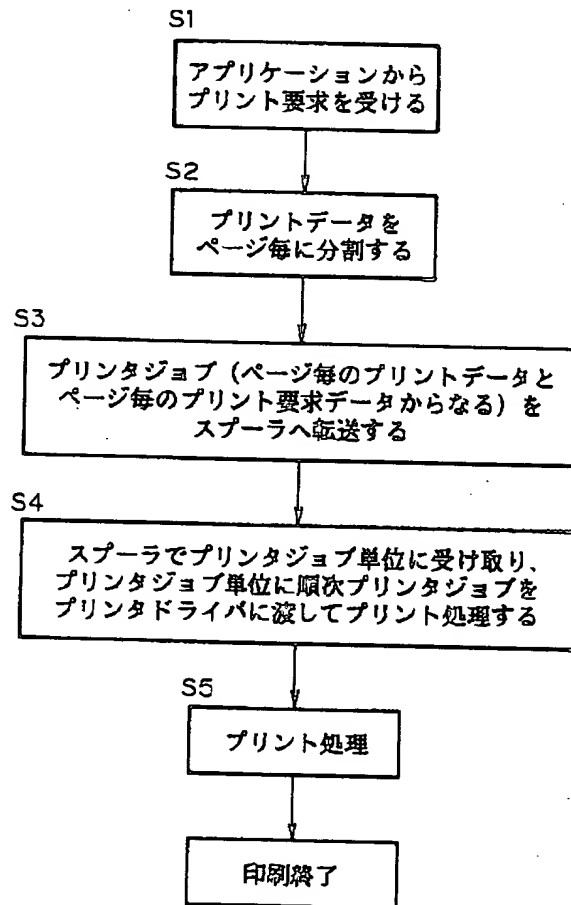 S1
アプリケーションから
プリント要求を受ける
S2
プリントデータを
ページ毎に分割する
S3
プリンタジョブ（ページ毎のプリントデータと
ページ毎のプリント要求データからなる）を
スプーラへ転送する
S4
スプーラでプリンタジョブ単位に受け取り、
プリンタジョブ単位に順次プリンタジョブを
プリンタドライバに渡してプリント処理する
S5
プリント処理
印刷終了